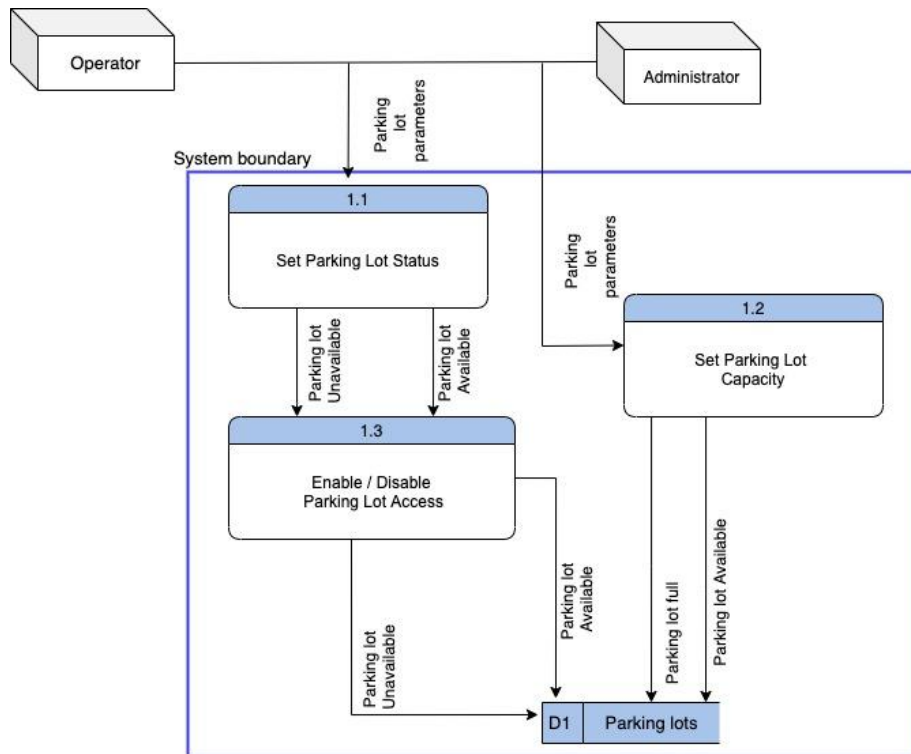 Operator
Administrator
Parking
lot
parameters
System boundary
1.1
Set Parking Lot Status
Parking
lot
parameters
1.2
Set Parking Lot
Capacity
Parking lot
Unavailable
Parking lot
Available
1.3
Enable / Disable
Parking Lot Access
Parking lot
Unavailable
Parking lot
Available
Parking lot full
Parking lot Available
D1
Parking lots